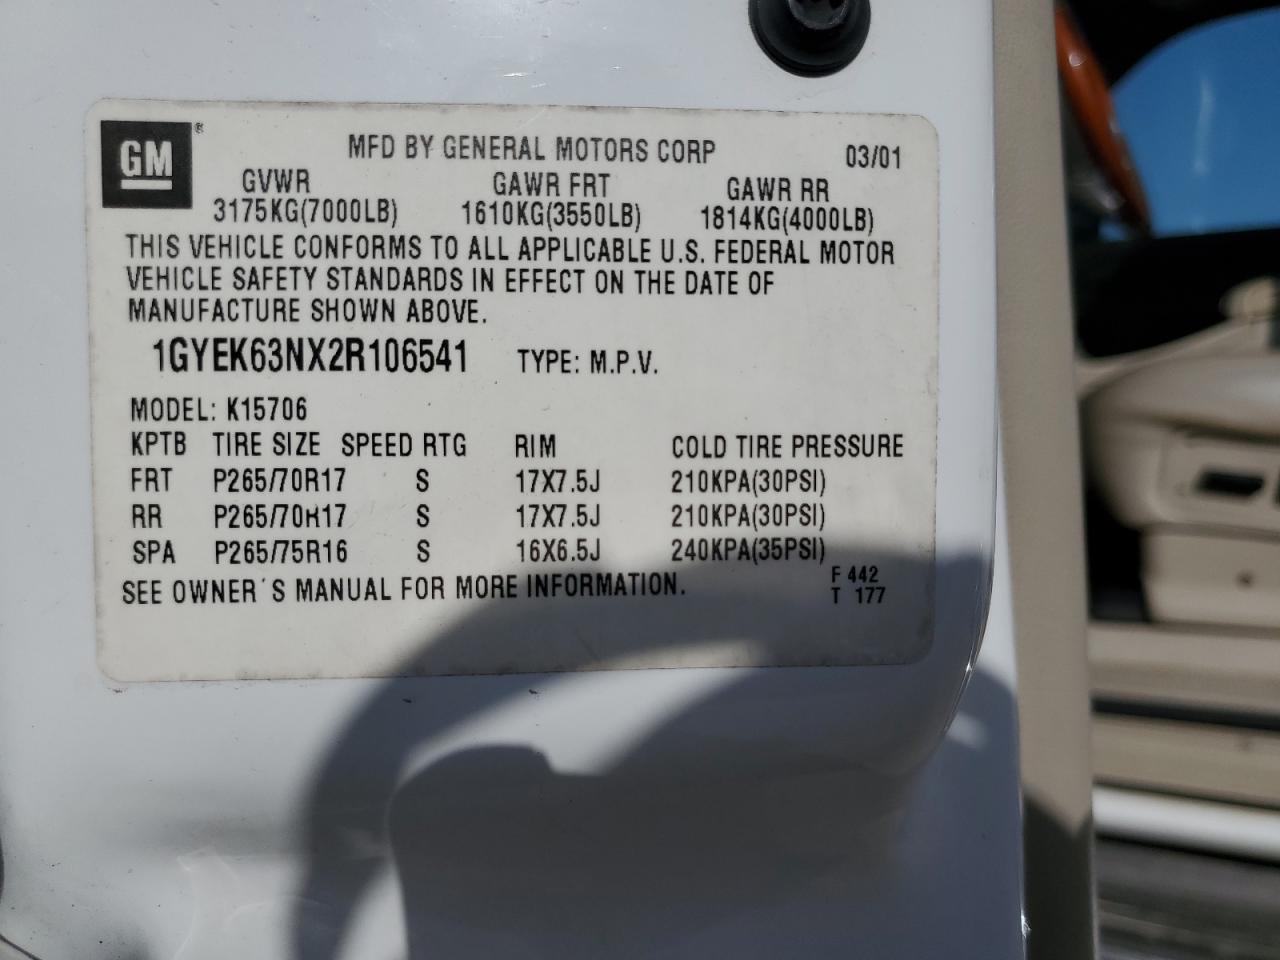 GM ® MFD BY GENERAL MOTORS CORP 03/01
GVWR GAWR FRT GAWR RR
3175KG(7000LB) 1610KG(3550LB) 1814KG(4000LB)
THIS VEHICLE CONFORMS TO ALL APPLICABLE U.S. FEDERAL MOTOR
VEHICLE SAFETY STANDARDS IN EFFECT ON THE DATE OF
MANUFACTURE SHOWN ABOVE.
1GYEK63NX2R106541 TYPE: M.P.V.
MODEL: K15706
KPTB TIRE SIZE SPEED RTG RIM COLD TIRE PRESSURE
FRT P265/70R17 S 17X7.5J 210KPA(30PSI)
RR P265/70R17 S 17X7.5J 210KPA(30PSI)
SPA P265/75R16 S 16X6.5J 240KPA(35PSI)
SEE OWNER'S MANUAL FOR MORE INFORMATION. F 442
T 177